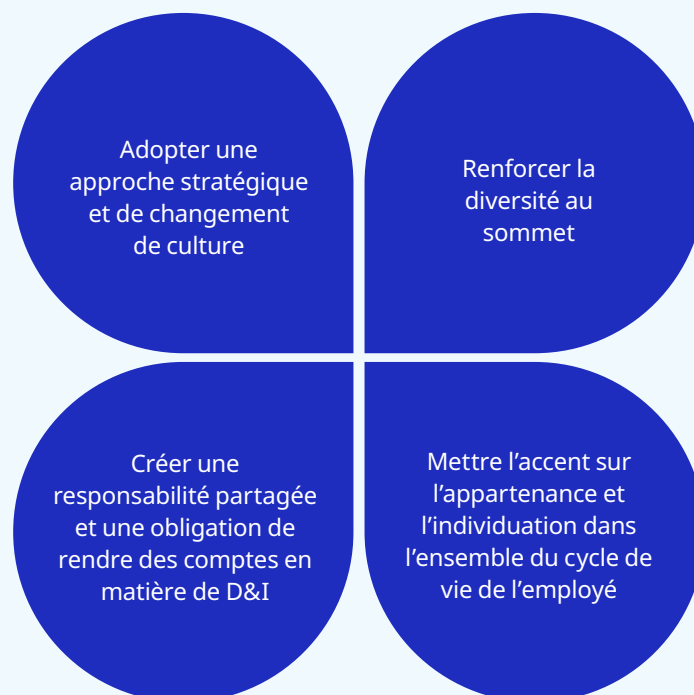 Adopter une
approche stratégique
et de changement
de culture
Renforcer la
diversité au
sommet
Créer une
responsabilité partagée
et une obligation de
rendre des comptes en
matière de D&I
Mettre l’accent sur
l’appartenance et
l’individuation dans
l’ensemble du cycle de
vie de l’employé